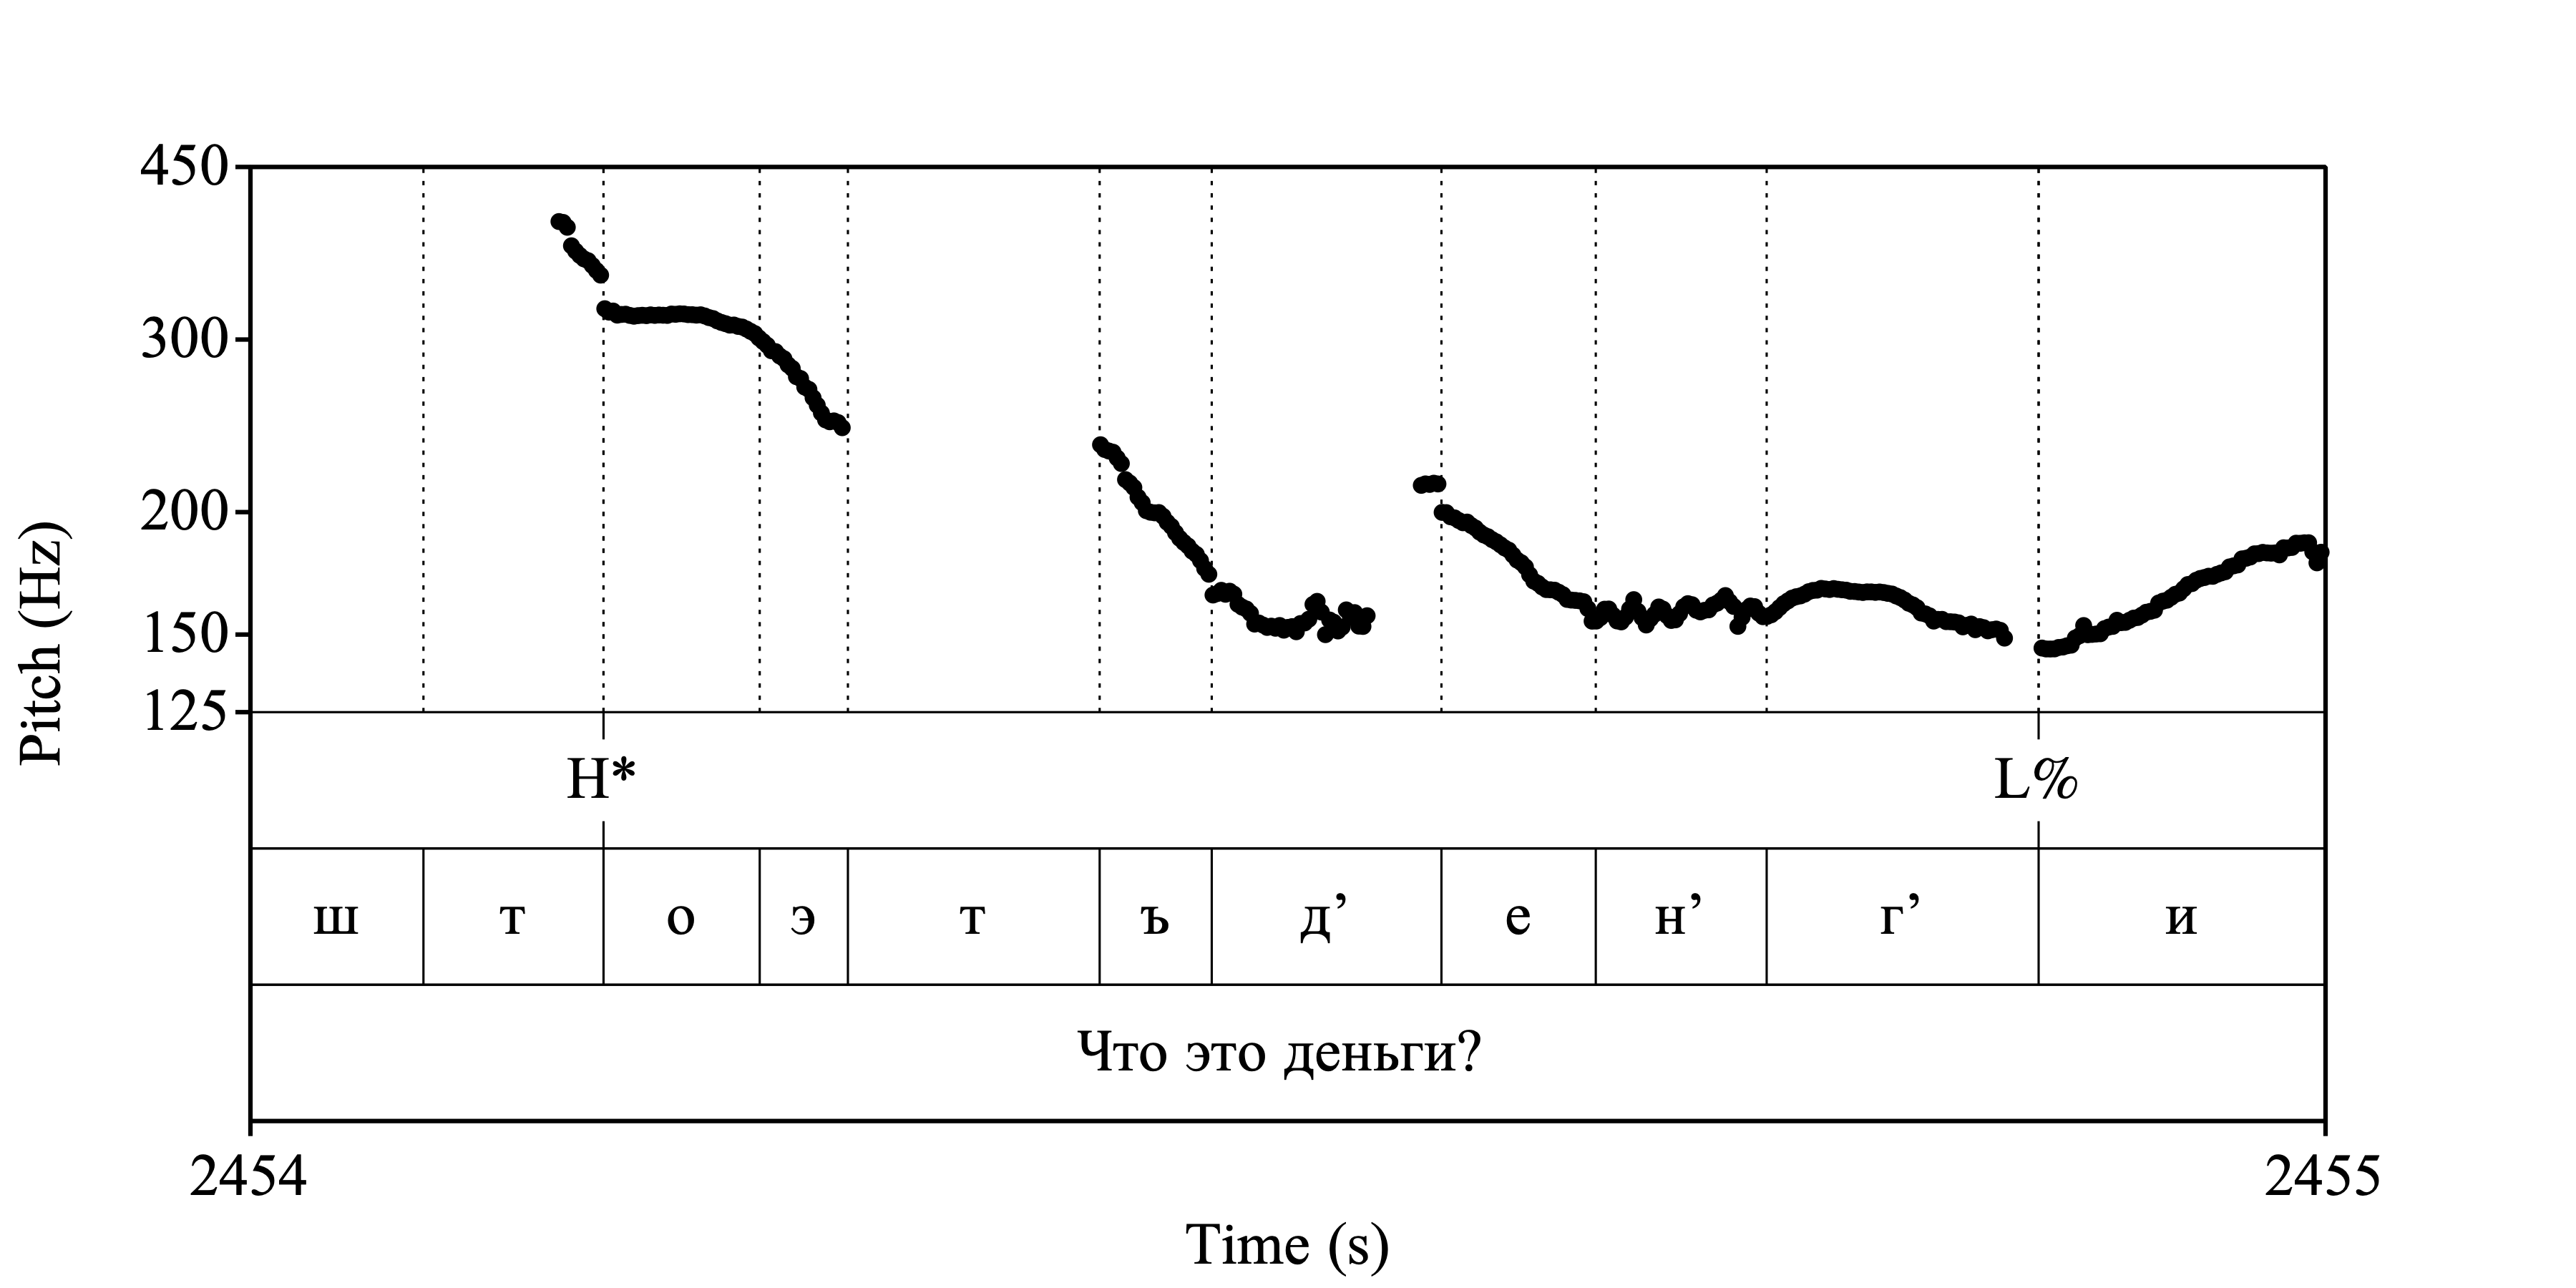 450
300
200
150
125
Pitch (Hz)
H* L%
ш т о э т ъ д’ е н’ г’ и
Что это деньги?
2454 2455
Time (s)